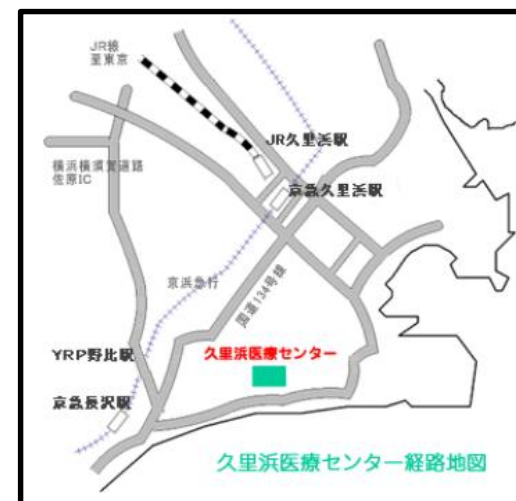 JR線
至東京
JR久里浜駅
横浜横須賀道路
佐原IC
京急久里浜駅
京浜急行
国道134号線
YRP野比駅
久里浜医療センター
京急長沢駅
久里浜医療センター経路地図